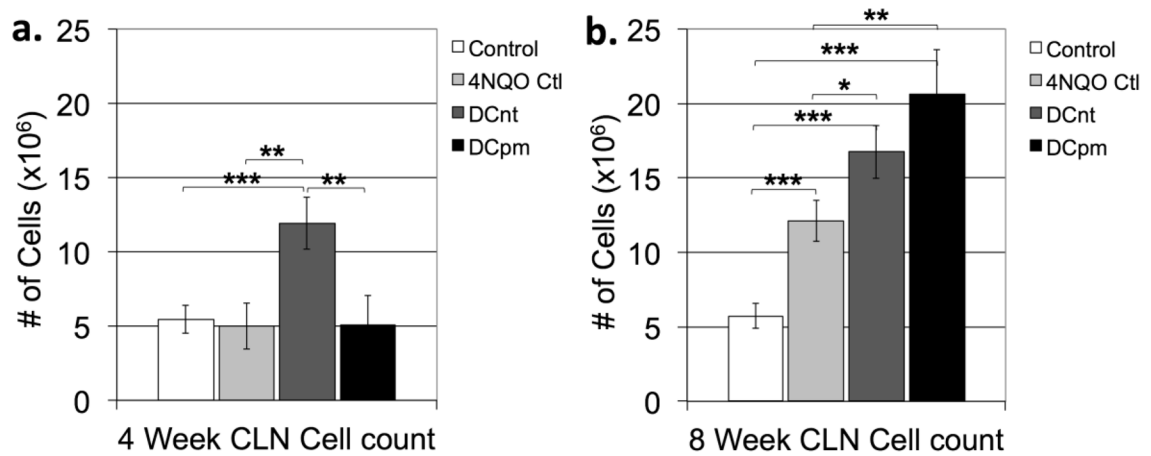 a.
# of Cells (x10⁶)
25
20
15
10
5
0
**
***
**
4 Week CLN Cell count
Control
4NQO Ctl
DCnt
DCpm
b.
# of Cells (x10⁶)
25
20
15
10
5
0
**
***
*
***
***
8 Week CLN Cell count
Control
4NQO Ctl
DCnt
DCpm